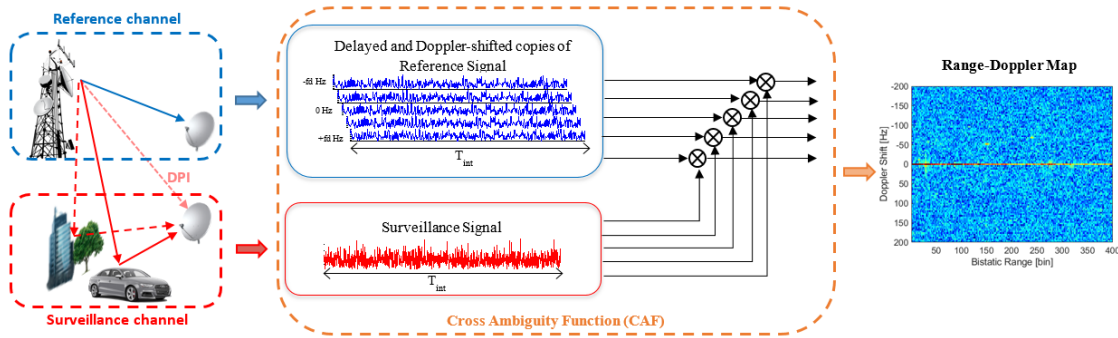 Reference channel
DPI
Surveillance channel
Delayed and Doppler-shifted copies of
Reference Signal
-fd Hz
0 Hz
+fd Hz
T_int
Surveillance Signal
T_int
Cross Ambiguity Function (CAF)
Range-Doppler Map
Doppler Shift [Hz]
-200
-150
-100
-50
0
50
100
150
200
50 100 150 200 250 300 350 400
Bistatic Range [bin]